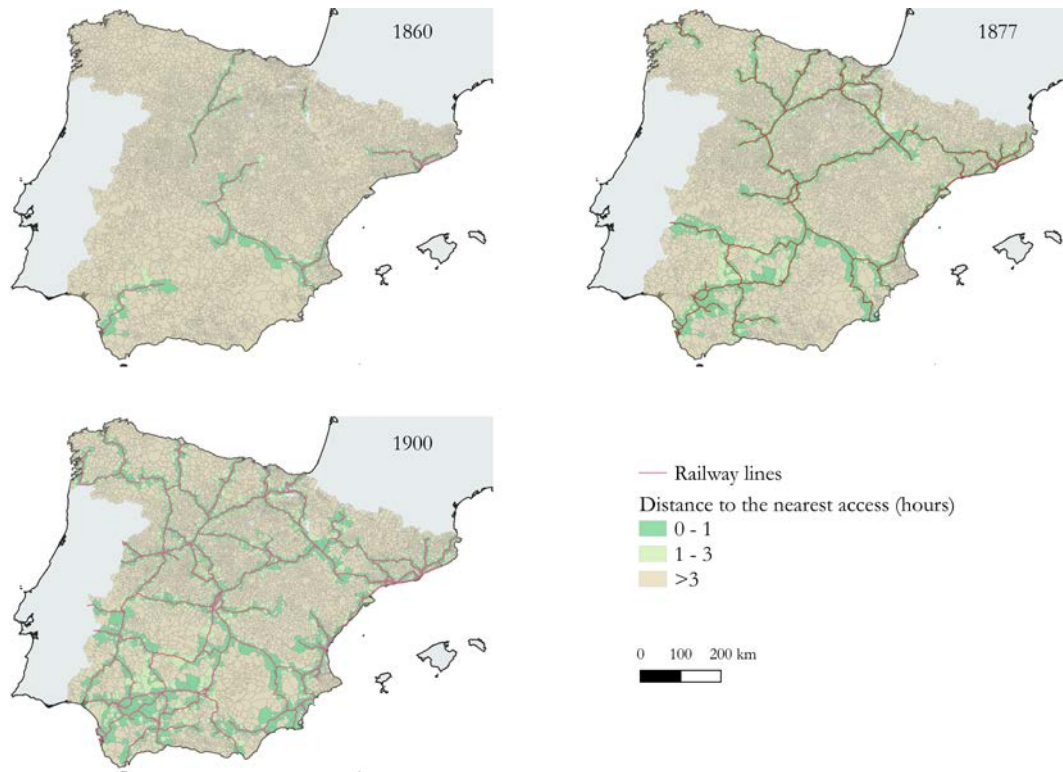 1860
1877
1900
Railway lines
Distance to the nearest access (hours)
0 - 1
1 - 3
>3
0 100 200 km